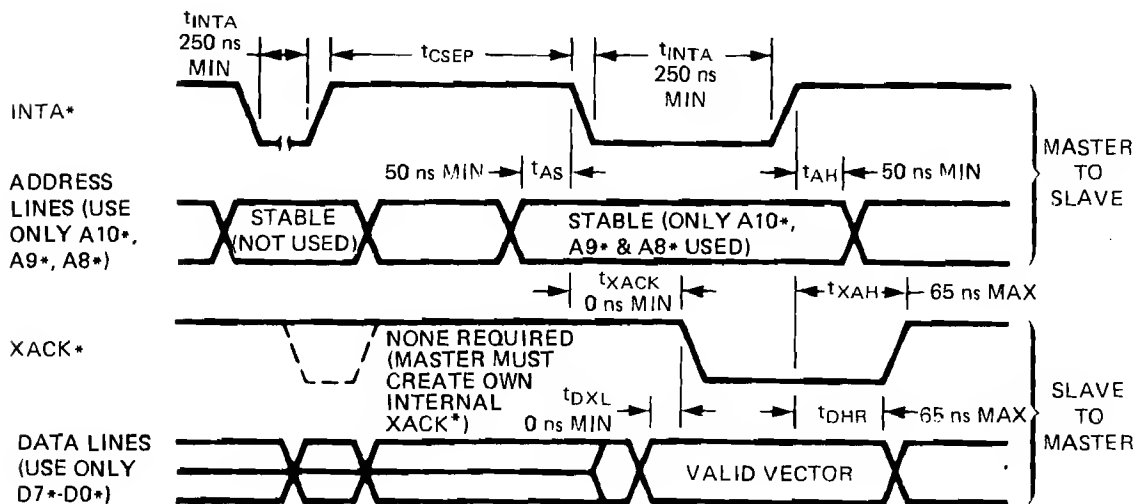 tINTA
250 ns
MIN
tCSEP
tINTA
250 ns
MIN
INTA*
50 ns MIN
tAS
tAH
50 ns MIN
MASTER
TO
SLAVE
ADDRESS
LINES (USE
ONLY A10*,
A9*, A8*)
STABLE
(NOT USED)
STABLE (ONLY A10*,
A9* & A8* USED)
tXACK
0 ns MIN
tXAH
65 ns MAX
XACK*
NONE REQUIRED
(MASTER MUST
CREATE OWN
INTERNAL
XACK*)
tDXL
0 ns MIN
tDHR
65 ns MAX
SLAVE
TO
MASTER
DATA LINES
(USE ONLY
D7*-D0*)
VALID VECTOR